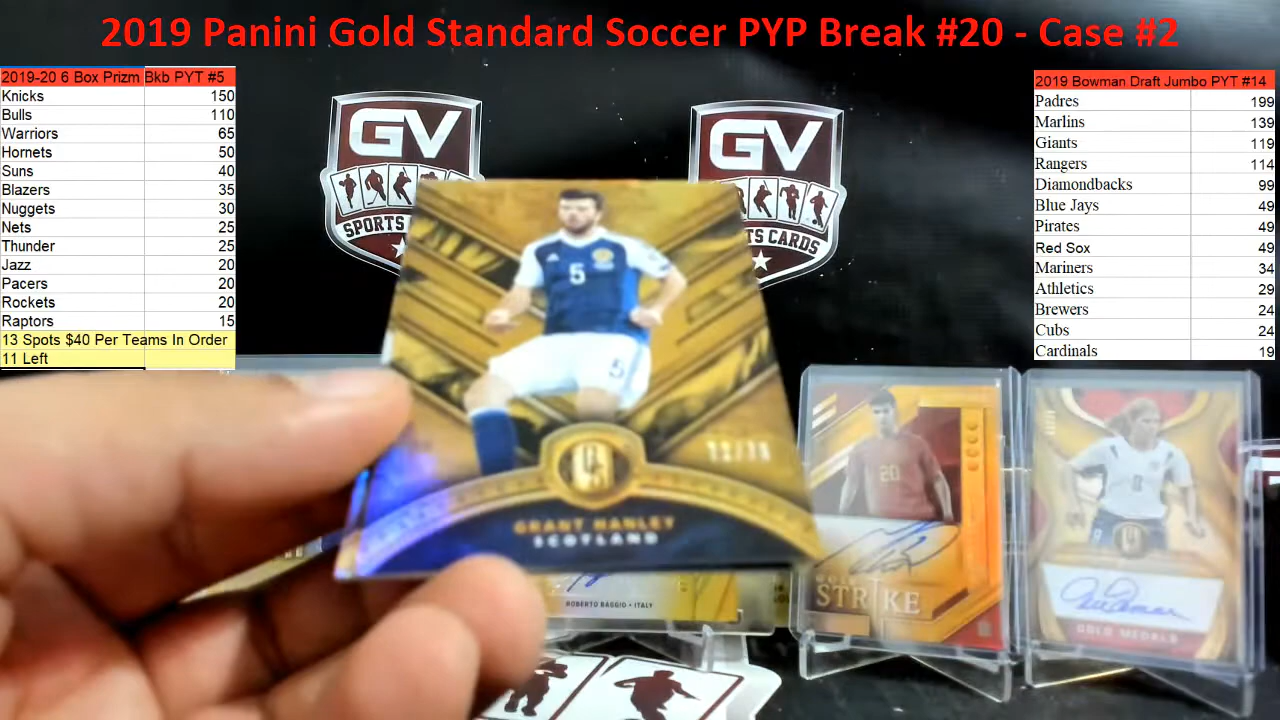 2019 Panini Gold Standard Soccer PYP Break #20 - Case #2
2019-20 6 Box Prizm Bkb PYT #5
Knicks 150
Bulls 110
Warriors 65
Hornets 50
Suns 40
Blazers 35
Nuggets 30
Nets 25
Thunder 25
Jazz 20
Pacers 20
Rockets 20
Raptors 15
13 Spots $40 Per Teams In Order
11 Left
2019 Bowman Draft Jumbo PYT #14
Padres 199
Marlins 139
Giants 119
Rangers 114
Diamondbacks 99
Blue Jays 49
Pirates 49
Red Sox 49
Mariners 34
Athletics 29
Brewers 24
Cubs 24
Cardinals 19
GV
SPORTS
GV
TS CARDS
5
5
GRANT HANLEY
SCOTLAND
ROBERTO BAGGIO • ITALY
20
STRIKE
GOLD MEDALS